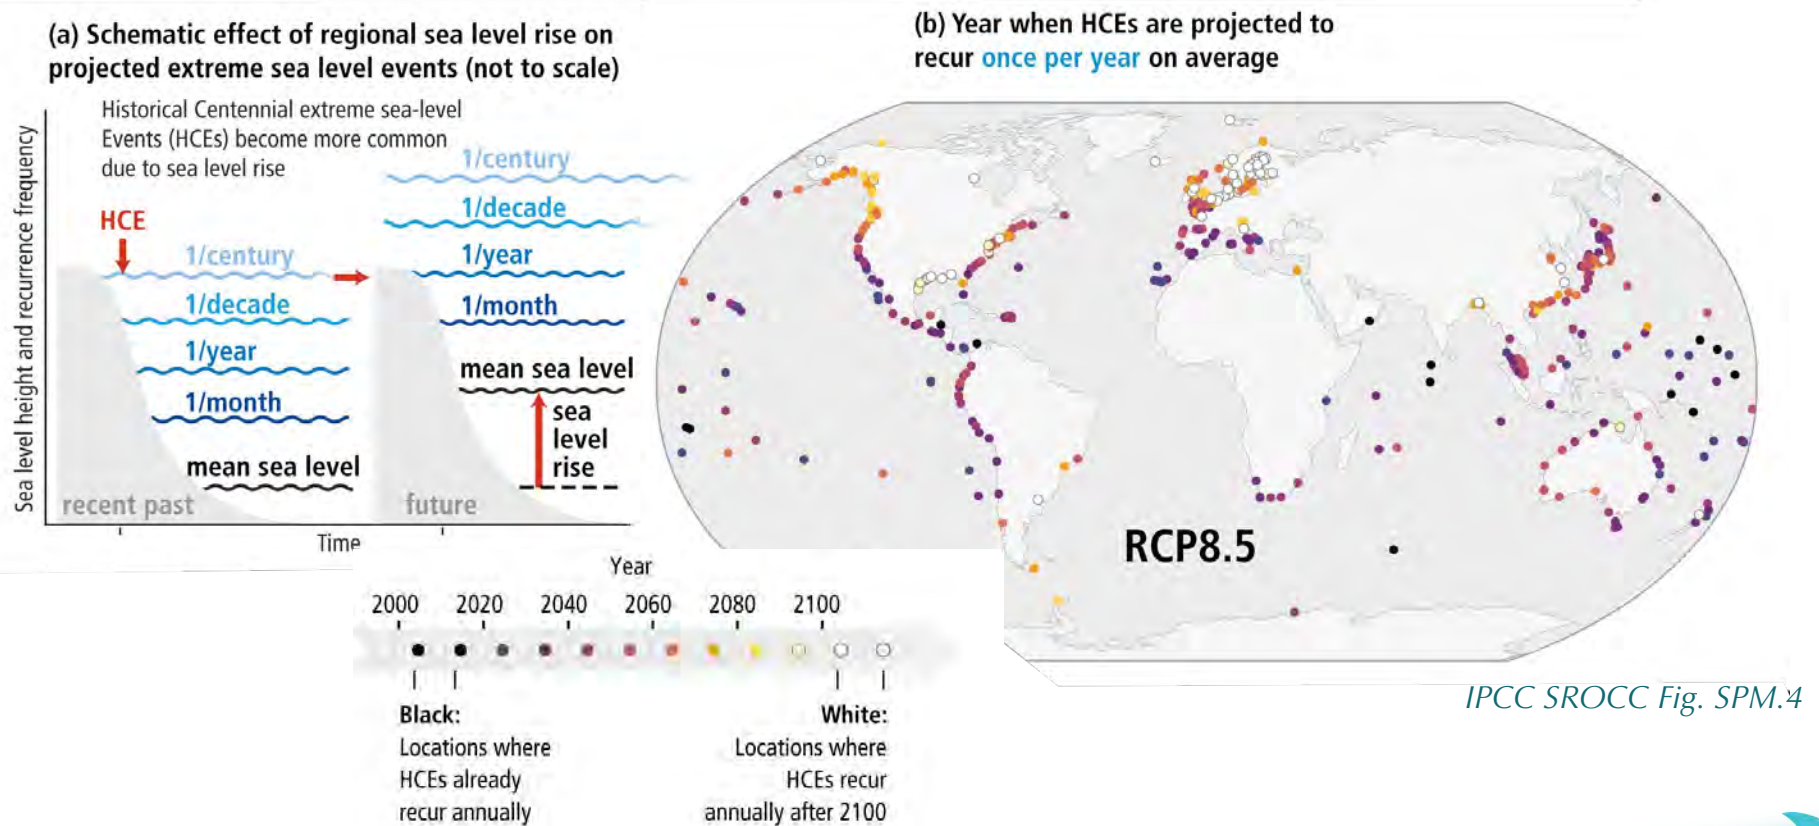 (a) Schematic effect of regional sea level rise on
projected extreme sea level events (not to scale)
Sea level height and recurrence frequency
Historical Centennial extreme sea-level
Events (HCEs) become more common
due to sea level rise
HCE
1/century
1/decade
1/year
1/month
mean sea level
recent past
1/century
1/decade
1/year
1/month
mean sea level
sea
level
rise
future
Time
(b) Year when HCEs are projected to
recur once per year on average
RCP8.5
Year
2000 2020 2040 2060 2080 2100
Black:
Locations where
HCEs already
recur annually
White:
Locations where
HCEs recur
annually after 2100
IPCC SROCC Fig. SPM.4